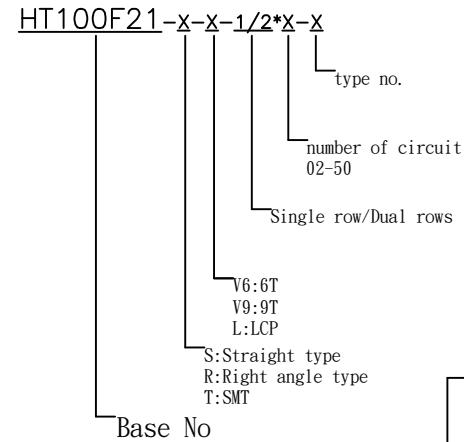 HT100F21-X-X-1/2*X-X
type no.
number of circuit
02-50
Single row/Dual rows
V6:6T
V9:9T
L:LCP
S:Straight type
R:Right angle type
T:SMT
Base No